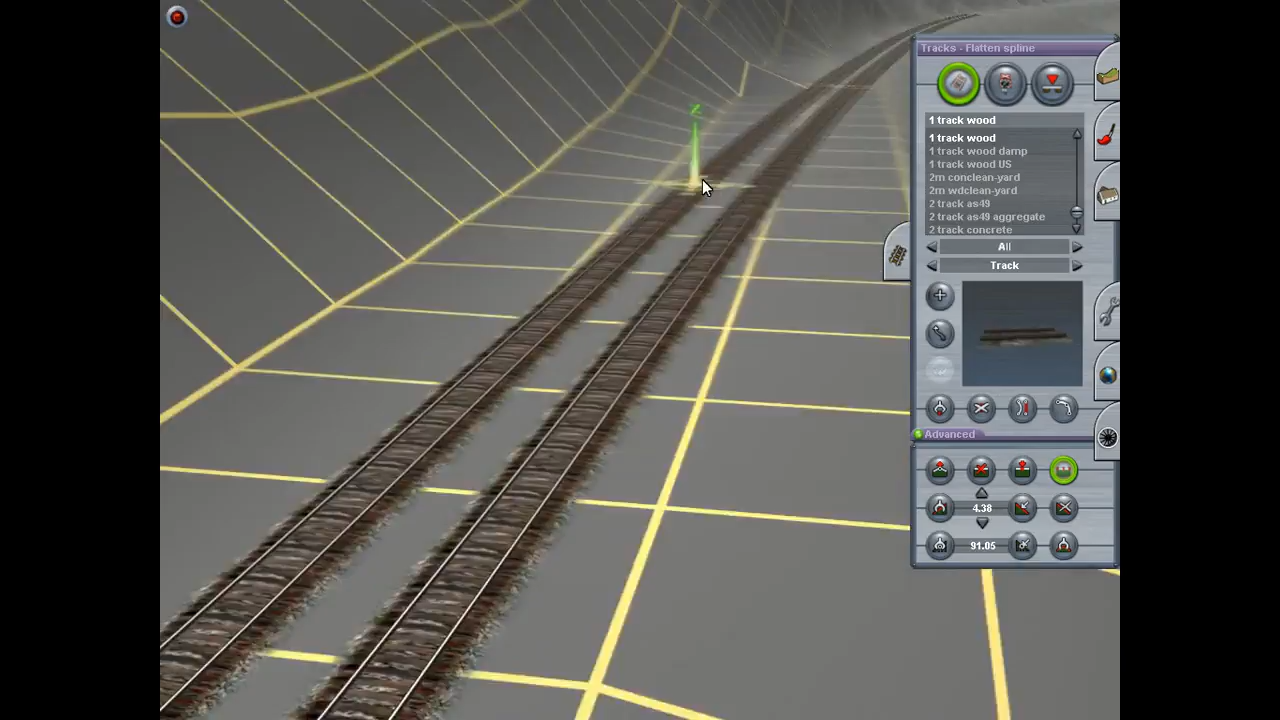 Tracks - Flatten spline
1 track wood
1 track wood
1 track wood damp
1 track wood US
2m conclean-yard
2m wdclean-yard
2 track as49
2 track as49 aggregate
2 track concrete
All
Track
Advanced
4.38
91.05